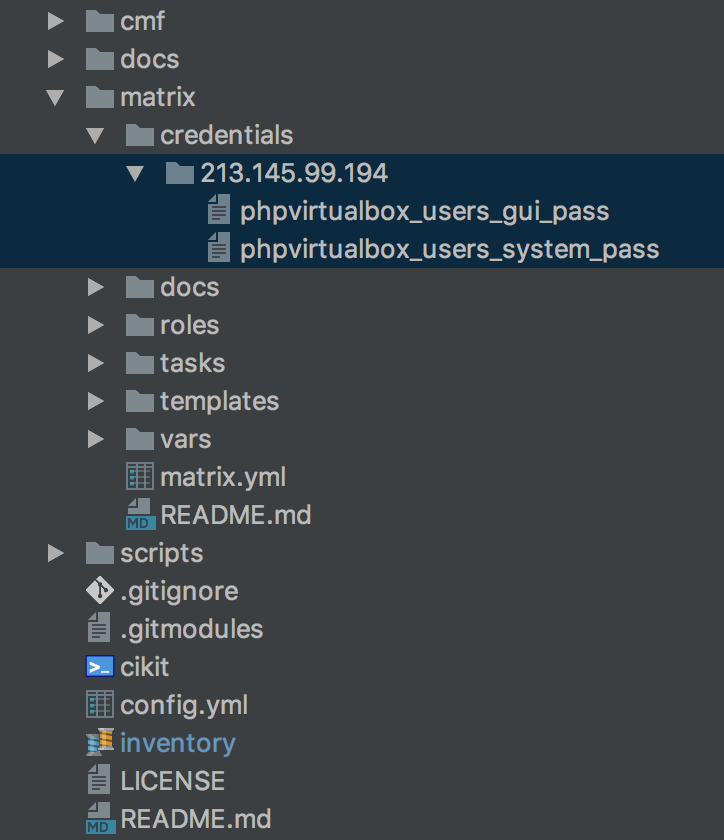 cmf
docs
matrix
credentials
213.145.99.194
phpvirtualbox_users_gui_pass
phpvirtualbox_users_system_pass
docs
roles
tasks
templates
vars
matrix.yml
MD README.md
scripts
.gitignore
.gitmodules
>_ cikit
config.yml
inventory
LICENSE
MD README.md